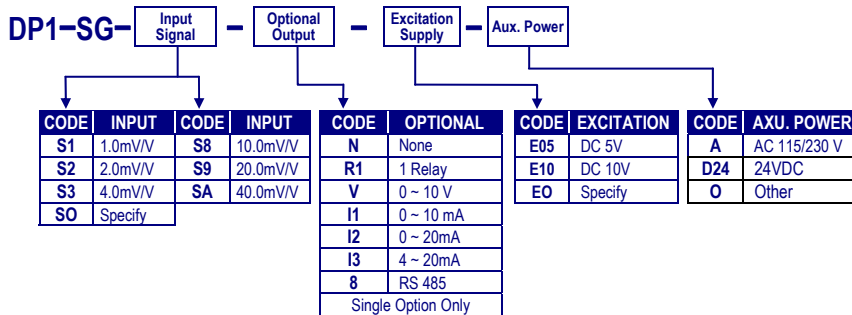 DP1-SG- Input Signal - Optional Output - Excitation Supply - Aux. Power
CODE INPUT CODE INPUT
S1 1.0mV/V S8 10.0mV/V
S2 2.0mV/V S9 20.0mV/V
S3 4.0mV/V SA 40.0mV/V
SO Specify
CODE OPTIONAL
N None
R1 1 Relay
V 0 ~ 10 V
I1 0 ~ 10 mA
I2 0 ~ 20mA
I3 4 ~ 20mA
8 RS 485
Single Option Only
CODE EXCITATION
E05 DC 5V
E10 DC 10V
EO Specify
CODE AXU. POWER
A AC 115/230 V
D24 24VDC
O Other